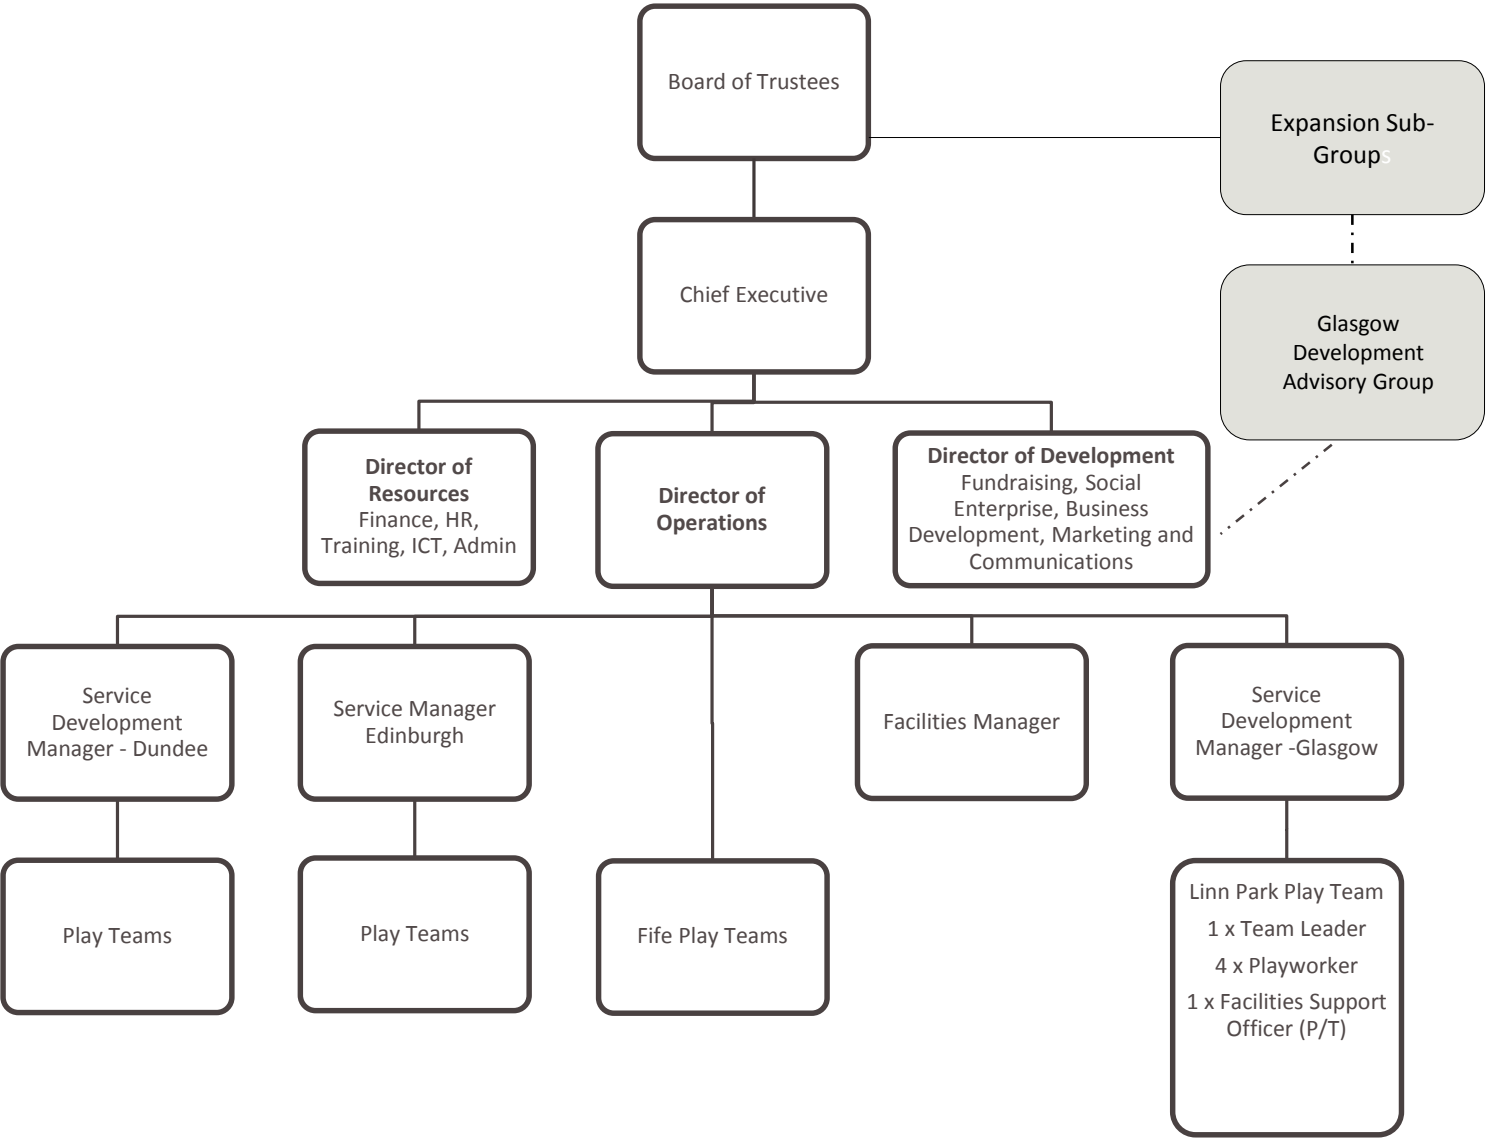 Board of Trustees
Expansion Sub-
Groups
Chief Executive
Glasgow
Development
Advisory Group
Director of
Resources
Finance, HR,
Training, ICT, Admin
Director of
Operations
Director of Development
Fundraising, Social
Enterprise, Business
Development, Marketing and
Communications
Service
Development
Manager - Dundee
Service Manager
Edinburgh
Facilities Manager
Service
Development
Manager -Glasgow
Play Teams
Play Teams
Fife Play Teams
Linn Park Play Team
1 x Team Leader
4 x Playworker
1 x Facilities Support
Officer (P/T)